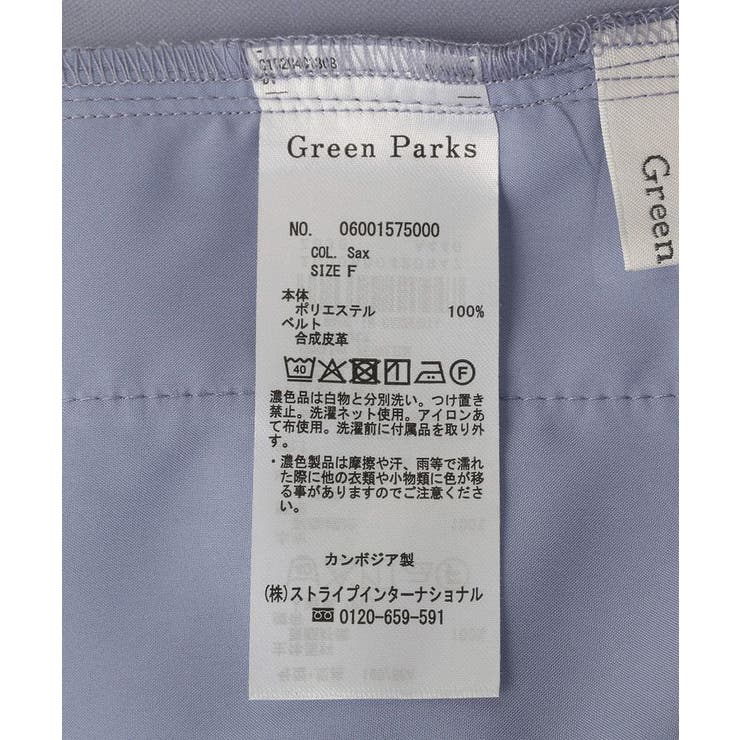 Green Parks
Green
NO. 06001575000
COL. Sax
SIZE F
本体
ポリエステル 100%
ベルト
合成皮革
40 F
濃色品は白物と分別洗い。つけ置き
禁止。洗濯ネット使用。アイロンあ
て布使用。洗濯前に付属品を取り外
す。
・濃色製品は摩擦や汗、雨等で濡れ
た際に他の衣類や小物類に色が移
る事がありますのでご注意くださ
い。
カンボジア製
(株)ストライプインターナショナル
0120-659-591